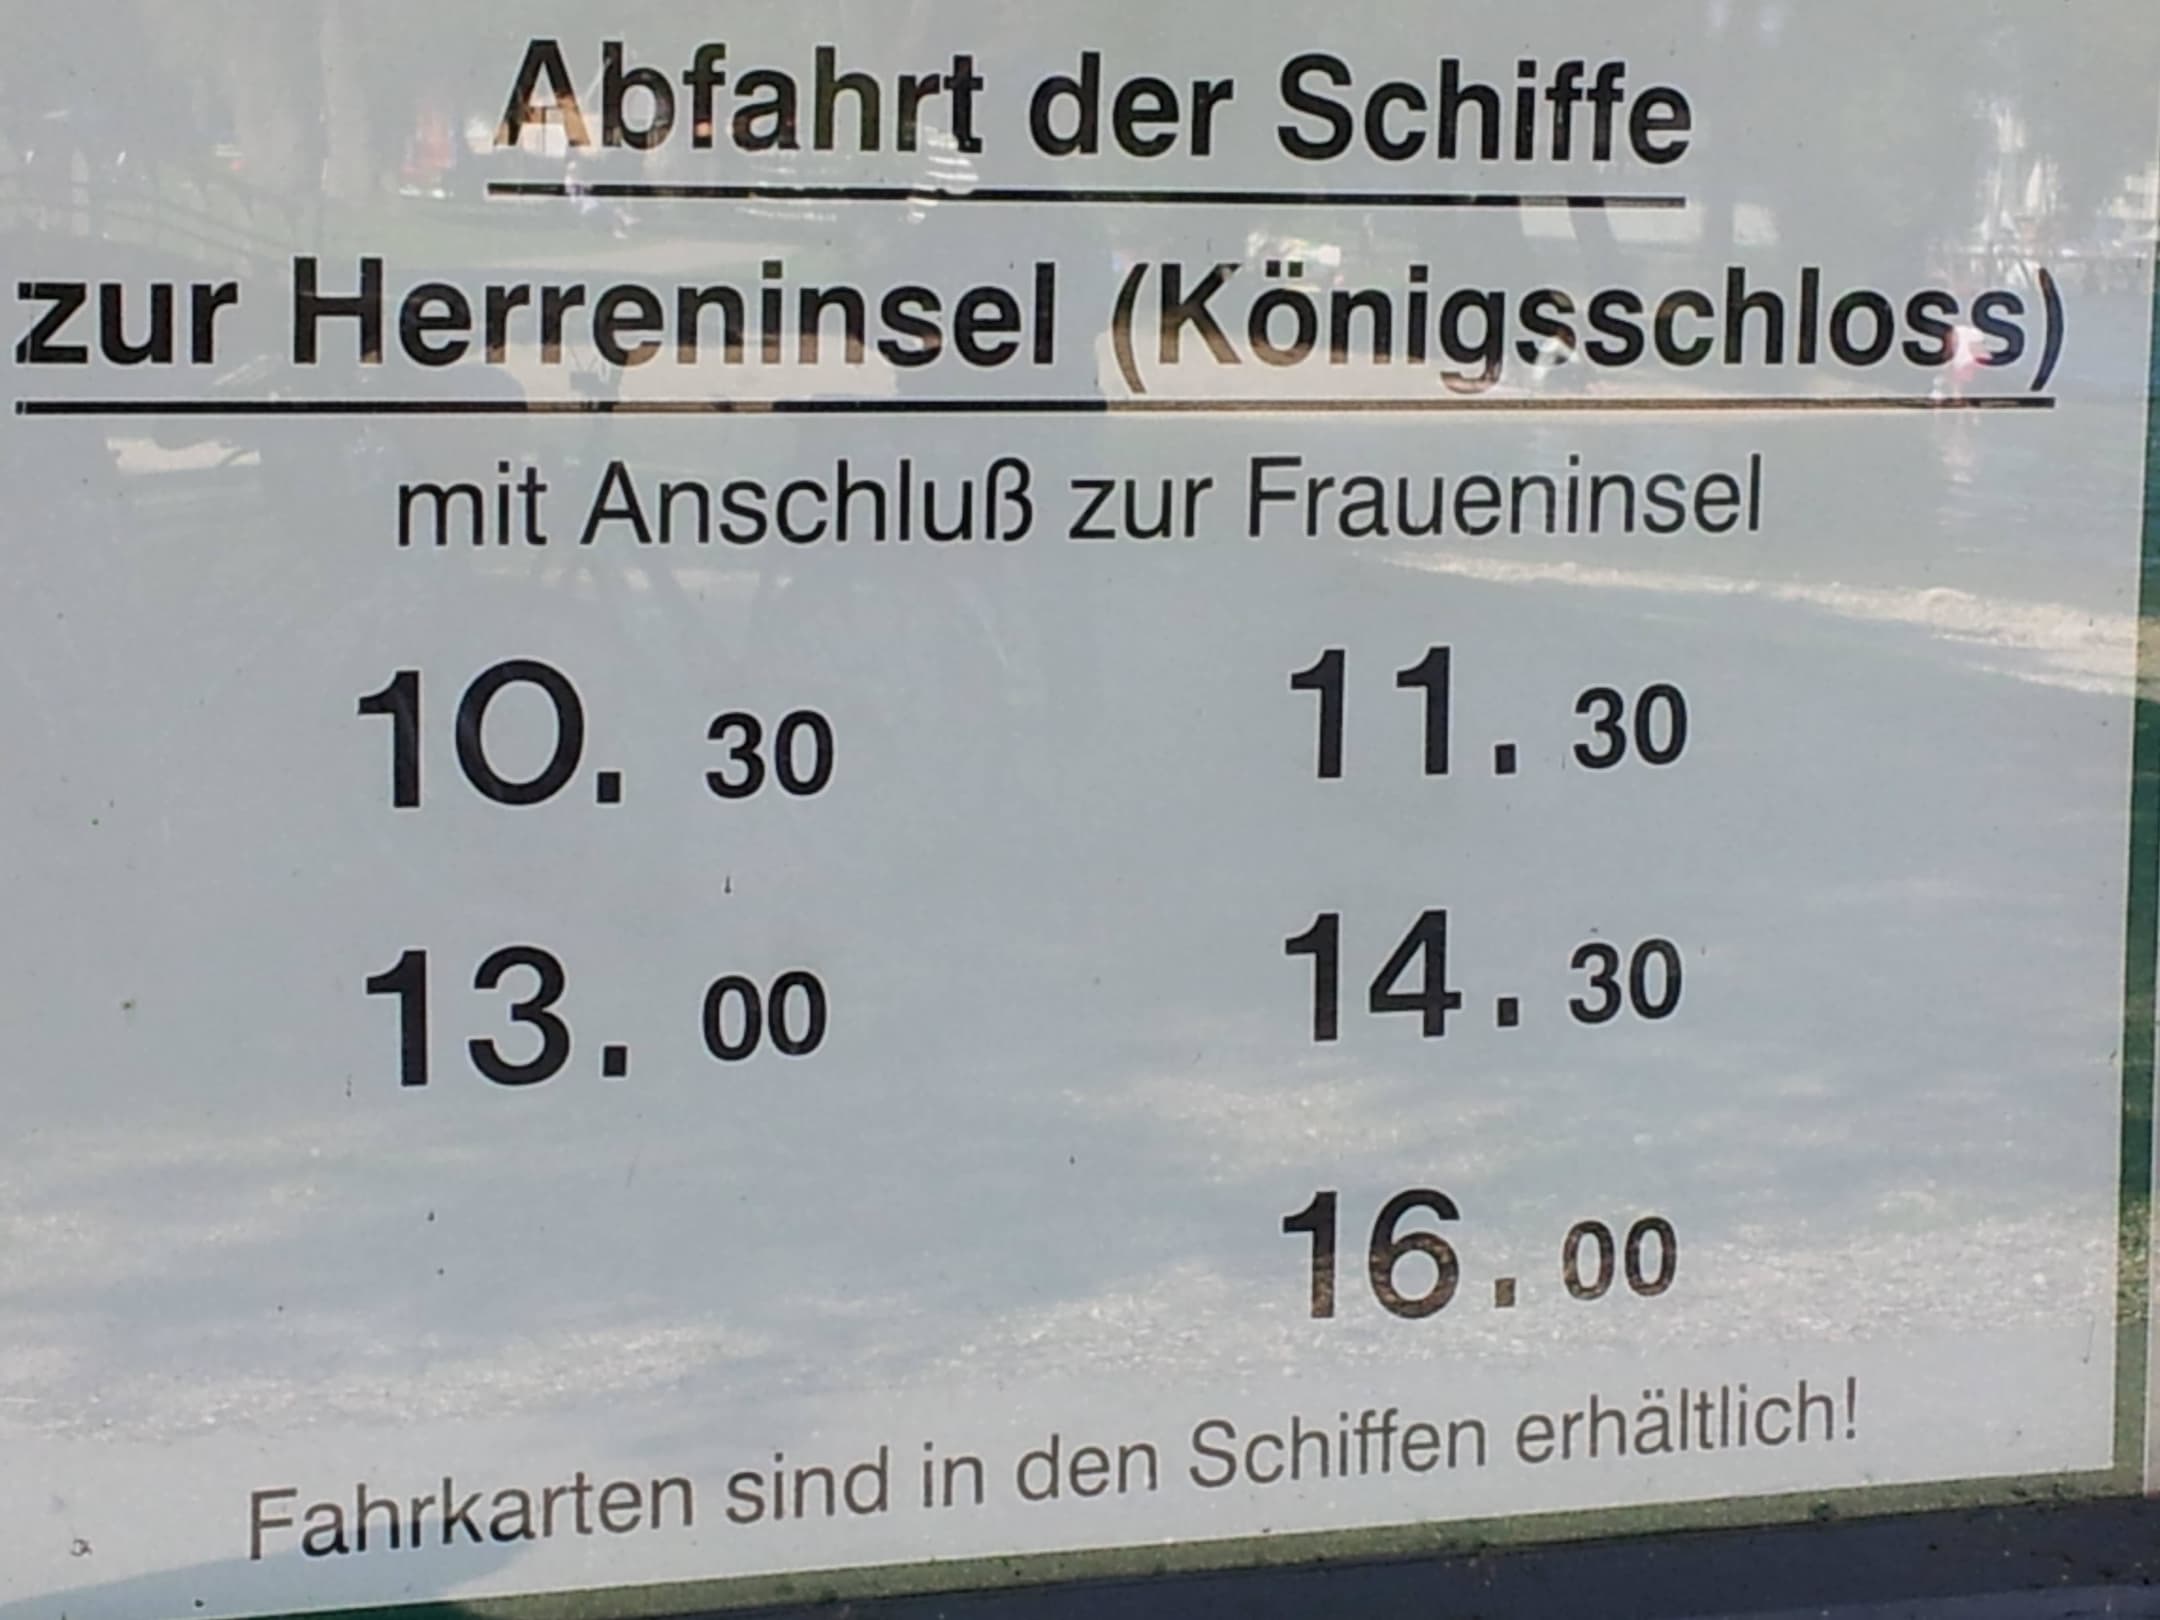 Abfahrt der Schiffe
zur Herreninsel (Königsschloss)
mit Anschluß zur Fraueninsel
10. 30 11. 30
13. 00 14. 30
16. 00
Fahrkarten sind in den Schiffen erhältlich!